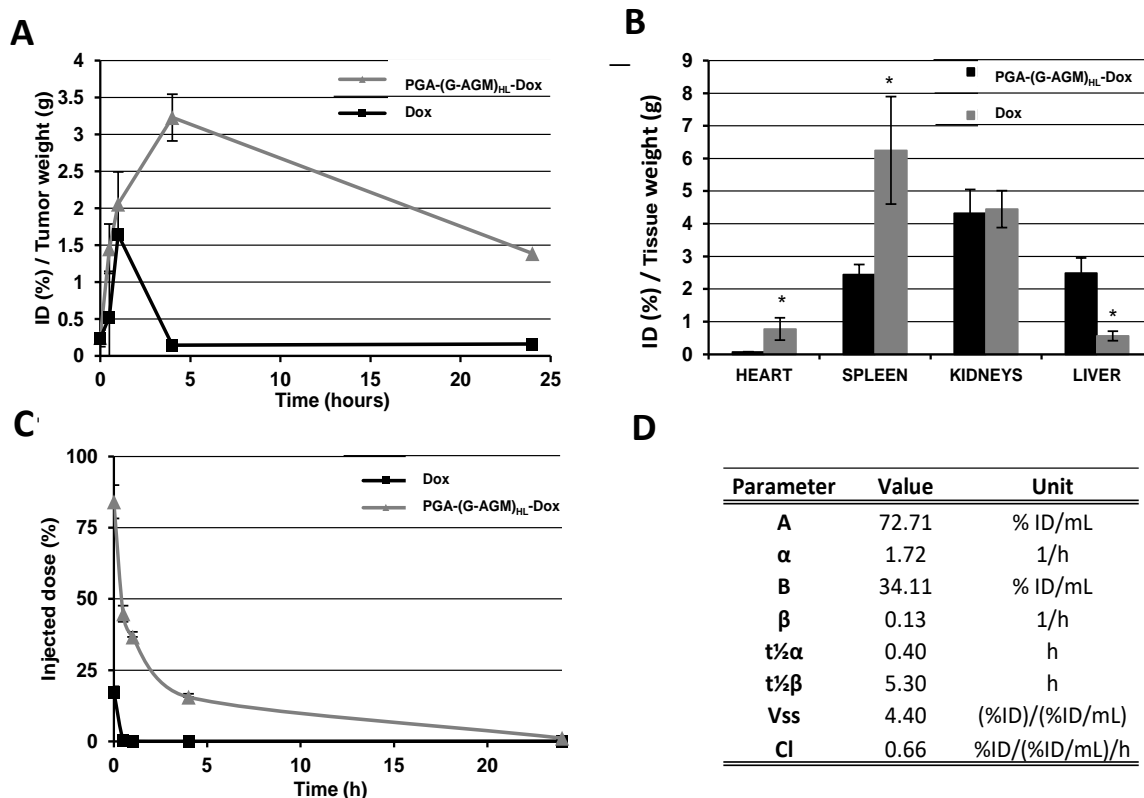 A
ID (%) / Tumor weight (g)
4
3.5
3
2.5
2
1.5
1
0.5
0
PGA-(G-AGM)HL-Dox
Dox
0 5 10 15 20 25
Time (hours)
B
ID (%) / Tissue weight (g)
9
8
7
6
5
4
3
2
1
0
PGA-(G-AGM)HL-Dox
Dox
*
*
*
HEART SPLEEN KIDNEYS LIVER
C'
Injected dose (%)
100
75
50
25
0
Dox
PGA-(G-AGM)HL-Dox
0 5 10 15 20
Time (h)
D
Parameter Value Unit
A 72.71 % ID/mL
α 1.72 1/h
B 34.11 % ID/mL
β 0.13 1/h
t½α 0.40 h
t½β 5.30 h
Vss 4.40 (%ID)/(%ID/mL)
Cl 0.66 %ID/(%ID/mL)/h